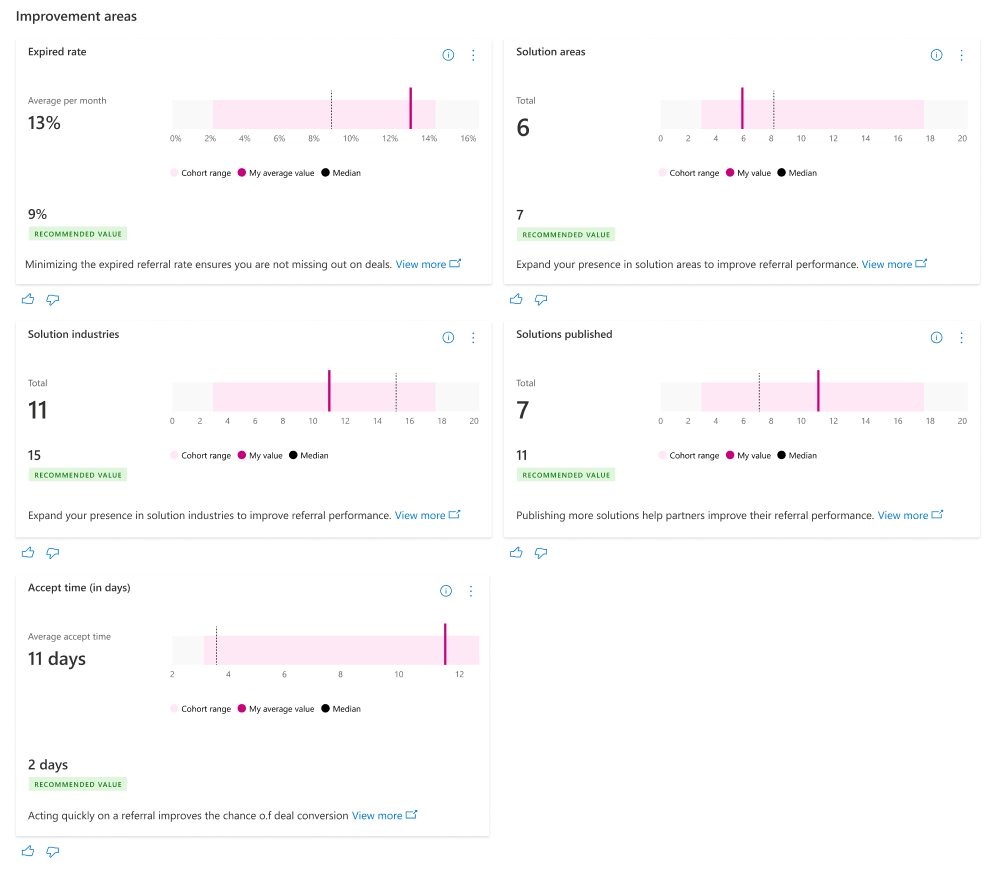 Improvement areas
Expired rate
Average per month
13%
0% 2% 4% 6% 8% 10% 12% 14% 16%
Cohort range My average value Median
9%
RECOMMENDED VALUE
Minimizing the expired referral rate ensures you are not missing out on deals. View more
Solution areas
Total
6
0 2 4 6 8 10 12 14 16 18 20
Cohort range My value Median
7
RECOMMENDED VALUE
Expand your presence in solution areas to improve referral performance. View more
Solution industries
Total
11
0 2 4 6 8 10 12 14 16 18 20
Cohort range My value Median
15
RECOMMENDED VALUE
Expand your presence in solution industries to improve referral performance. View more
Solutions published
Total
7
0 2 4 6 8 10 12 14 16 18 20
Cohort range My value Median
11
RECOMMENDED VALUE
Publishing more solutions help partners improve their referral performance. View more
Accept time (in days)
Average accept time
11 days
2 4 6 8 10 12
Cohort range My average value Median
2 days
RECOMMENDED VALUE
Acting quickly on a referral improves the chance o.f deal conversion View more